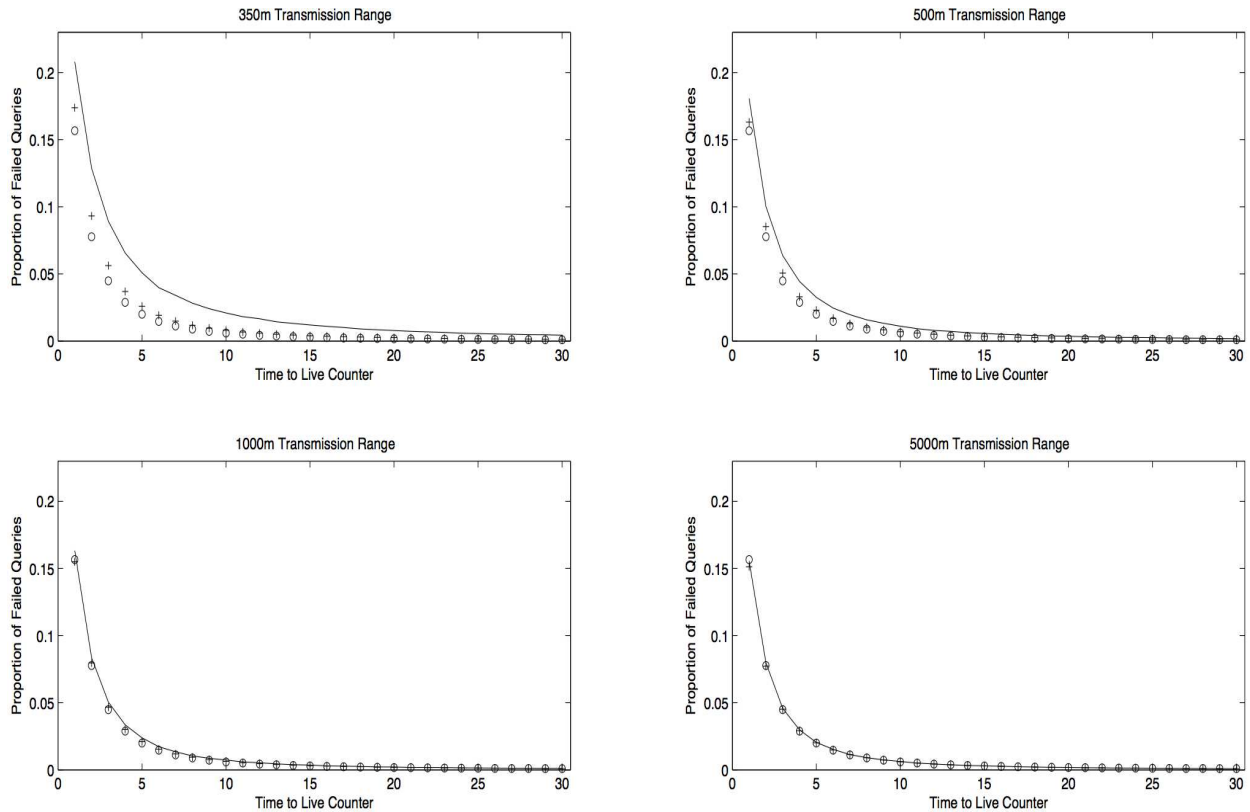 350m Transmission Range
0.2
0.15
0.1
0.05
0
Proportion of Failed Queries
0 5 10 15 20 25 30
Time to Live Counter
500m Transmission Range
0.2
0.15
0.1
0.05
0
Proportion of Failed Queries
0 5 10 15 20 25 30
Time to Live Counter
1000m Transmission Range
0.2
0.15
0.1
0.05
0
Proportion of Failed Queries
0 5 10 15 20 25 30
Time to Live Counter
5000m Transmission Range
0.2
0.15
0.1
0.05
0
Proportion of Failed Queries
0 5 10 15 20 25 30
Time to Live Counter